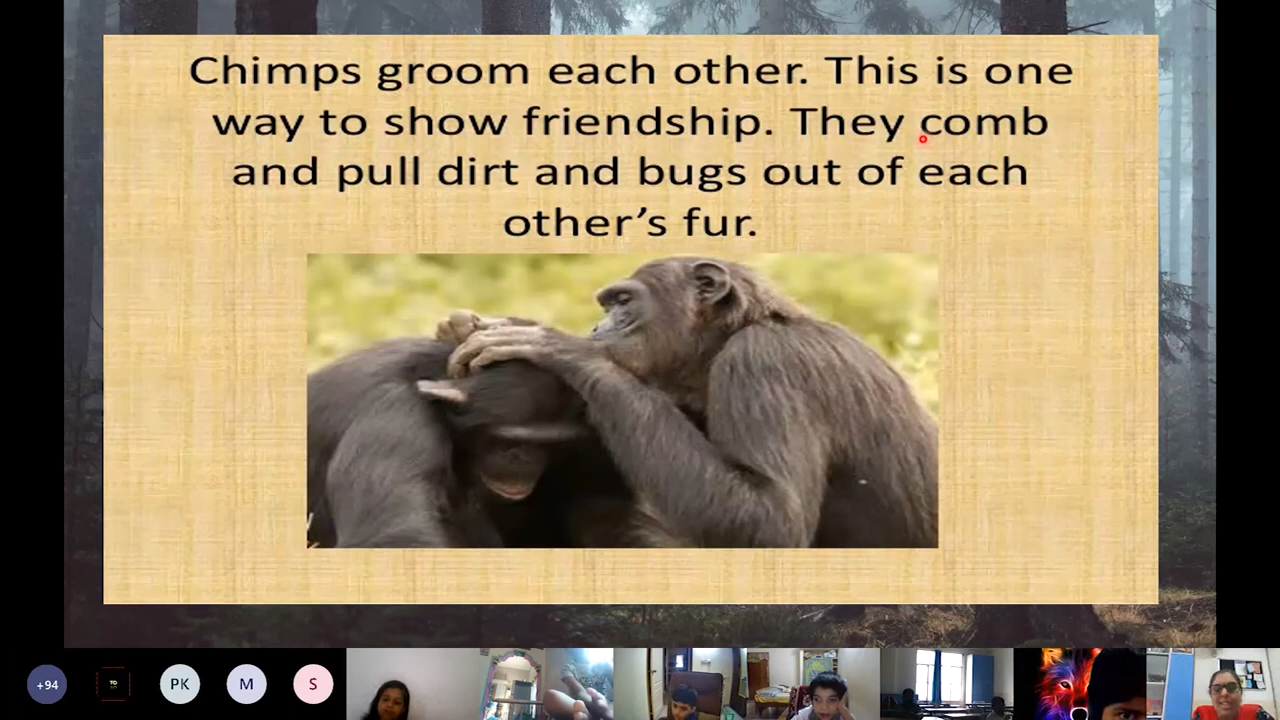 Chimps groom each other. This is one
way to show friendship. They comb
and pull dirt and bugs out of each
other's fur.
+94
TO
PK
M
S